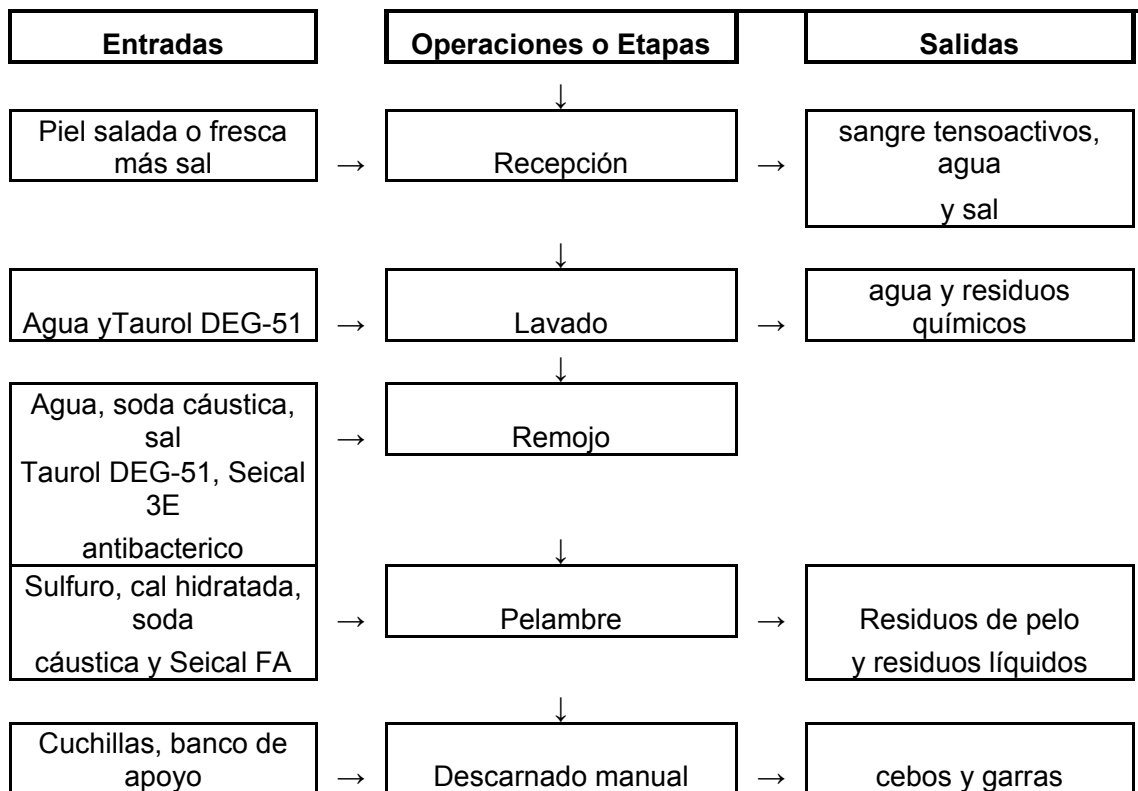 Entradas
Operaciones o Etapas
Salidas
↓
Piel salada o fresca
más sal
→
Recepción
→
sangre tensoactivos,
agua
y sal
↓
Agua yTaurol DEG-51
→
Lavado
→
agua y residuos
químicos
↓
Agua, soda cáustica,
sal
Taurol DEG-51, Seical
3E
antibacterico
→
Remojo
↓
Sulfuro, cal hidratada,
soda
cáustica y Seical FA
→
Pelambre
→
Residuos de pelo
y residuos líquidos
↓
Cuchillas, banco de
apoyo
→
Descarnado manual
→
cebos y garras